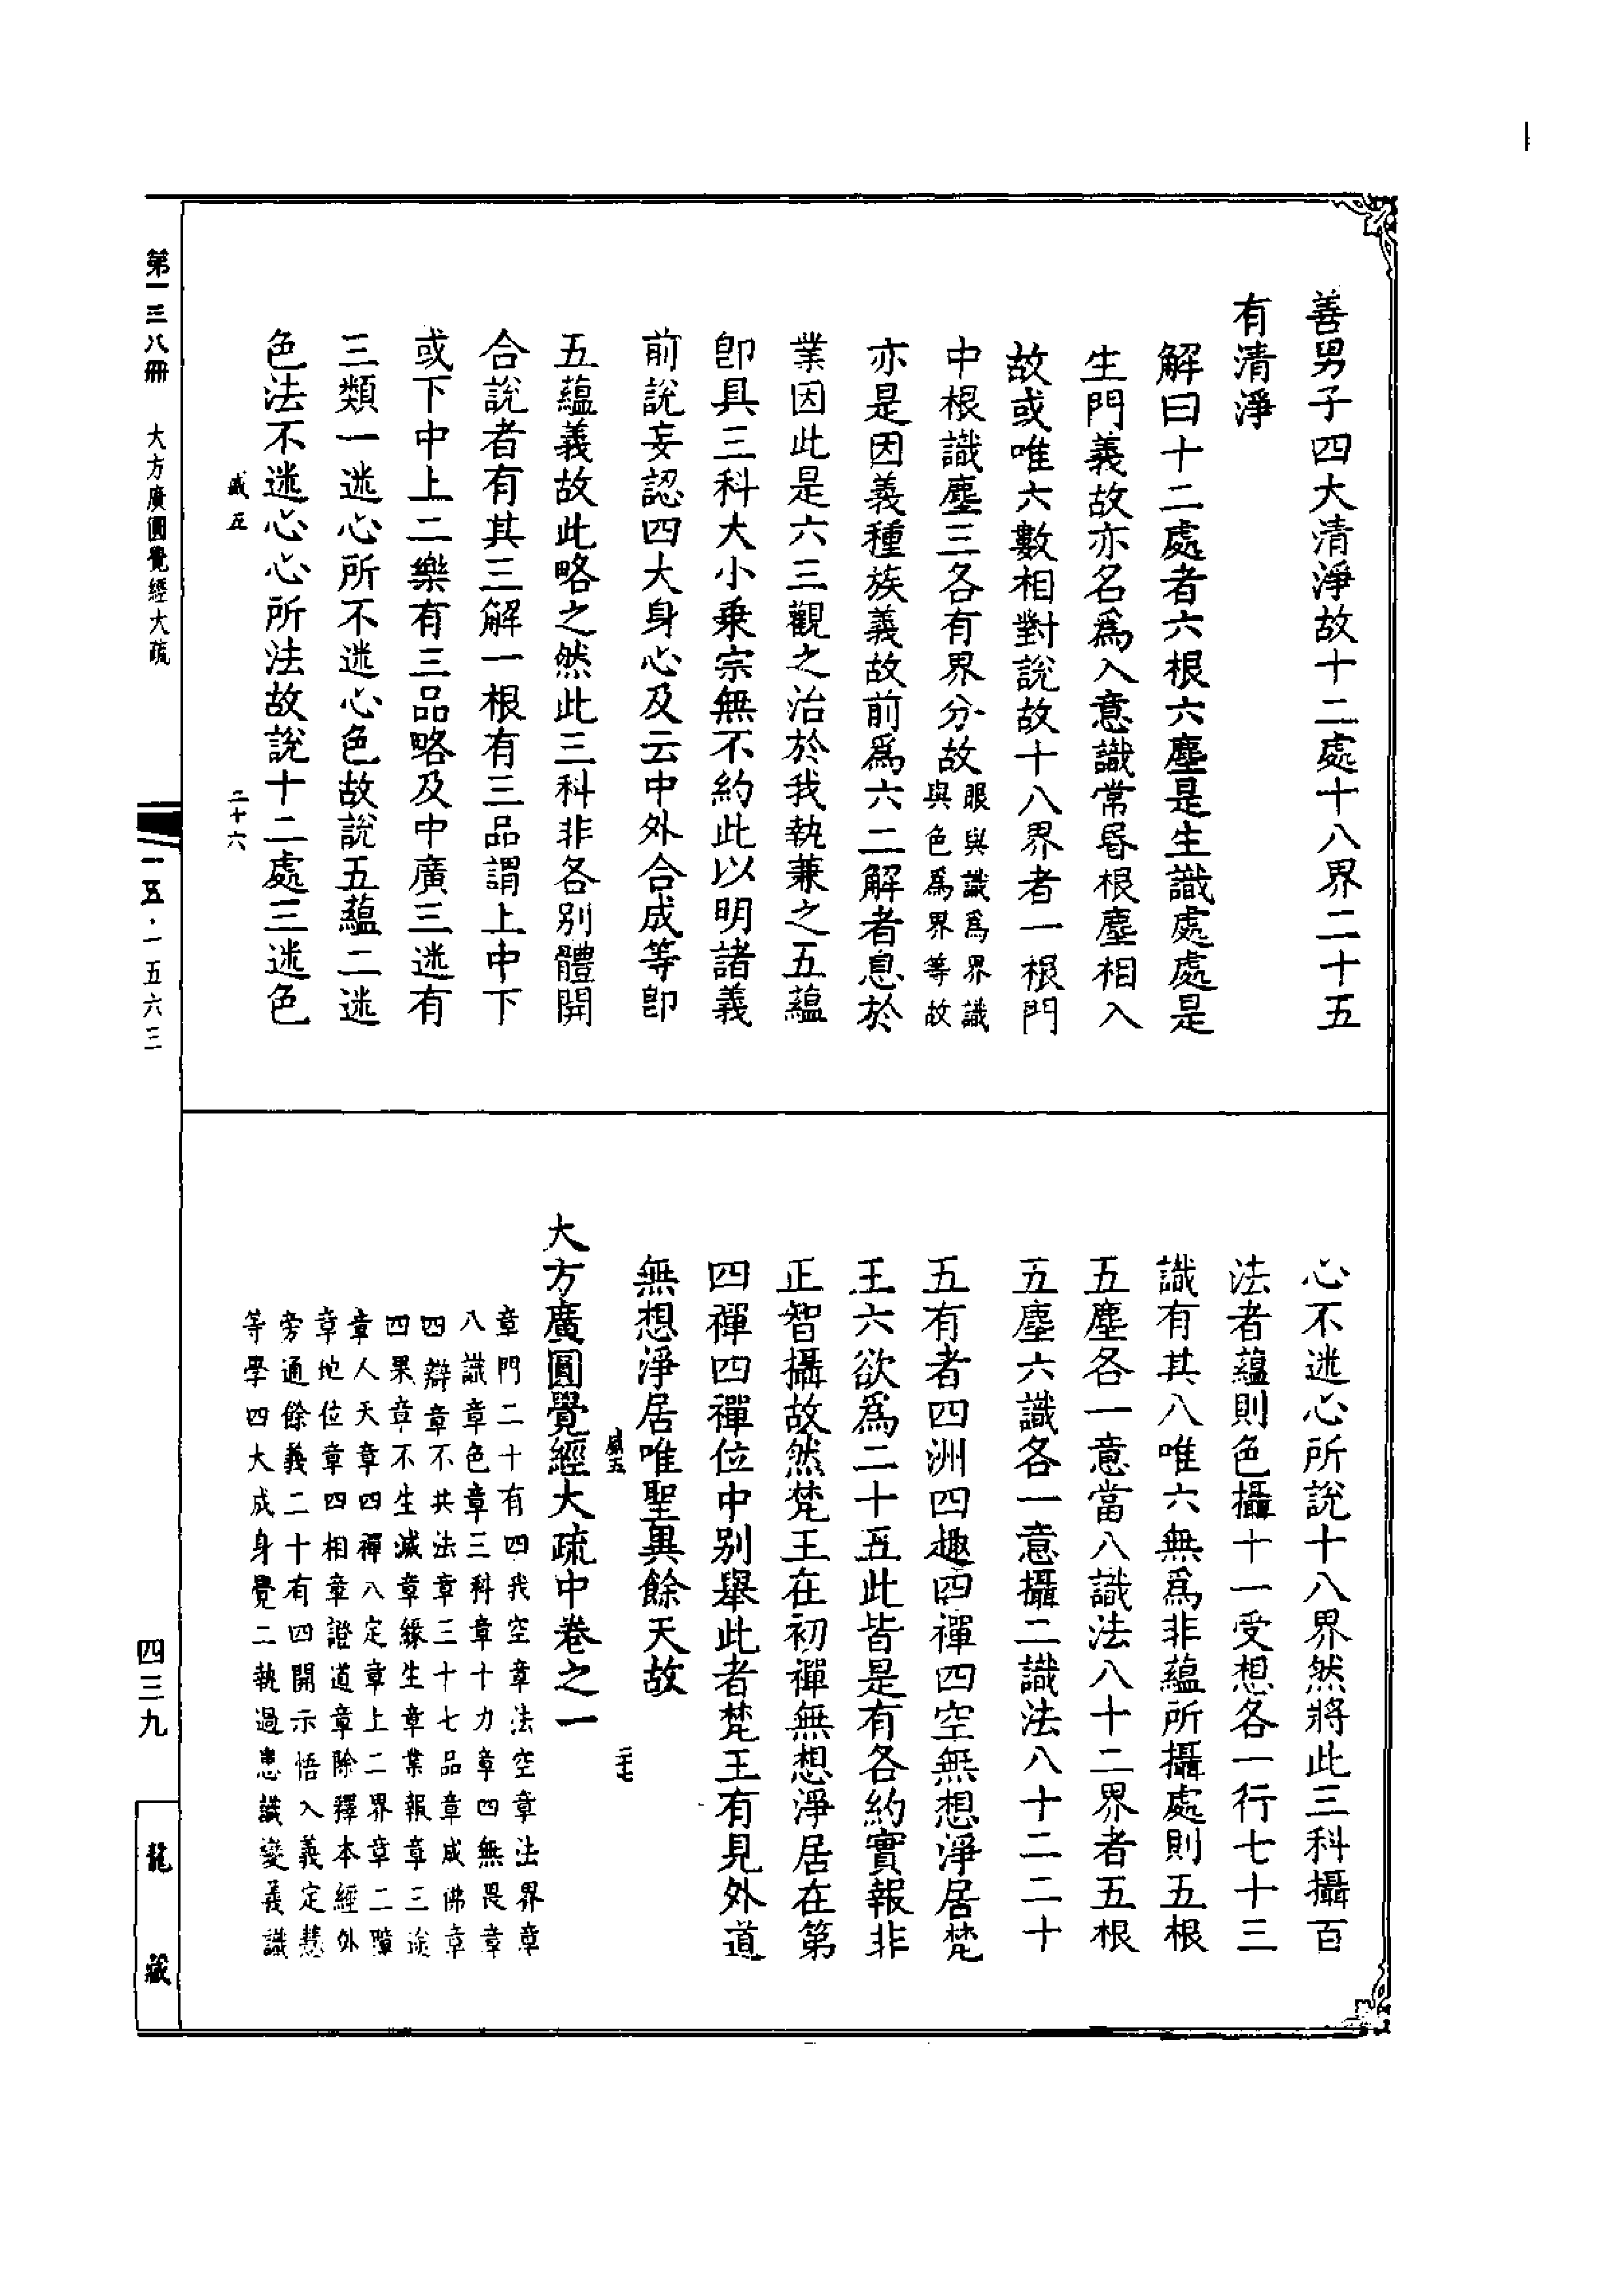 善男子四大清淨故十二處十八界二十五
有清淨
解曰十二處者六根六塵是生識處處是
生門義故亦名爲入意識常昬根塵相入
故或唯六數相對說故十八界者一根門
中根識塵三各有界分故眼與識爲界識
與色爲界等故
亦是因義種族義故前爲六二解者息於
業因此是六三觀之治於我執兼之五蘊
卽具三科大小乗宗無不約此以明諸義
前說妄認四大身心及云中外合成等卽
五蘊義故此略之然此三科非各別體開
合說者有其三解一根有三品謂上中下
或下中上二樂有三品略及中廣三迷有
三類一迷心所不迷心色故說五蘊二迷
色法不迷心心所法故說十二處三迷色
二十六
心不迷心所說十八界然將此三科攝百
法者蘊則色攝十一受想各一行七十三
識有其八唯六無爲非蘊所攝處則五根
五塵各一意當八識法八十二界者五根
五塵六識各一意攝二識法八十二二十
五有者四洲四趣四禪四空無想淨居梵
王六欲爲二十五此皆是有各約實報非
正智攝故然梵王在初禪無想淨居在第
四禪四禪位中別舉此者梵王有見外道
無想淨居唯聖異餘天故
大方廣圓覺經大疏中卷之一
章門二十有四我空章法空章法界章
八識章色章三科章十力章四無畏章
四辯章不共法章三十七品章成佛章
四果章不生滅章緣生章業報章三途
章人天章四禪八定章上二界章二障
章地位章四相章證道章除釋本經外
旁通餘義二十有四開示悟入義定慧
等學四大成身覺二執過患識變義識
第一三八冊
大方廣圓覺經大疏
一五五·一五六三
四三九
龍藏